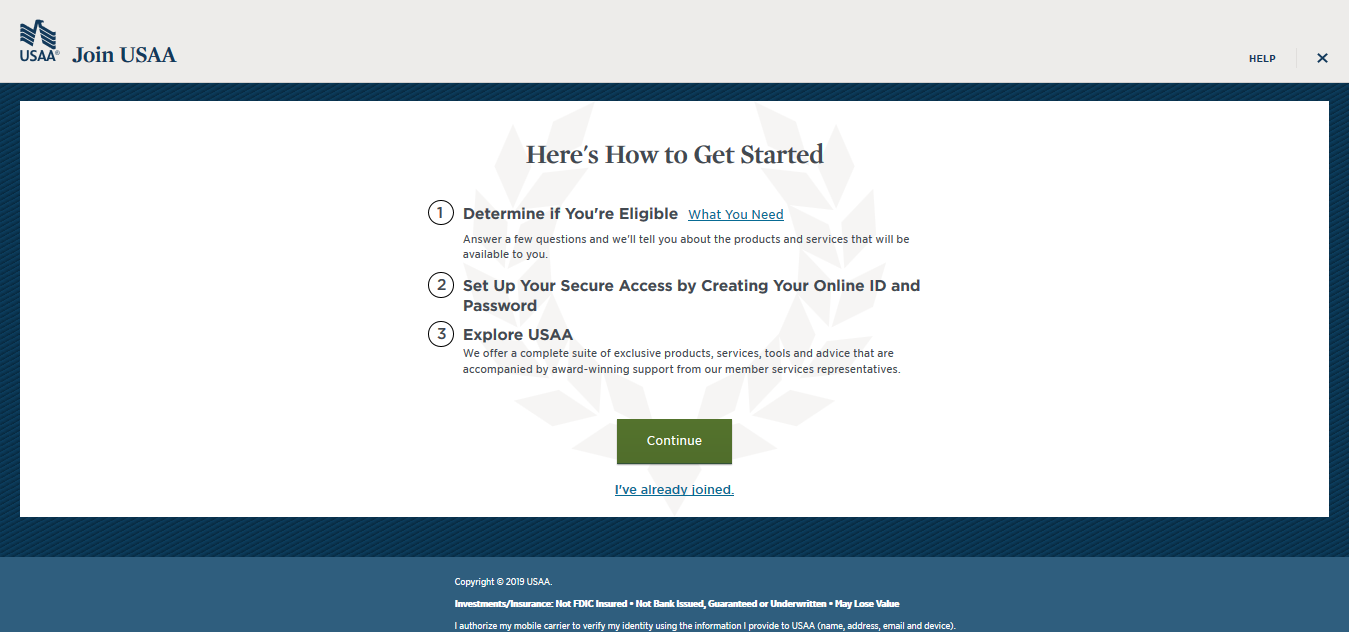 USAA®
Join USAA
HELP
Here's How to Get Started
1 Determine if You're Eligible What You Need
Answer a few questions and we'll tell you about the products and services that will be
available to you.
2 Set Up Your Secure Access by Creating Your Online ID and
Password
3 Explore USAA
We offer a complete suite of exclusive products, services, tools and advice that are
accompanied by award-winning support from our member services representatives.
Continue
I've already joined.
Copyright © 2019 USAA.
Investments/Insurance: Not FDIC Insured • Not Bank Issued, Guaranteed or Underwritten • May Lose Value
I authorize my mobile carrier to verify my identity using the information I provide to USAA (name, address, email and device).